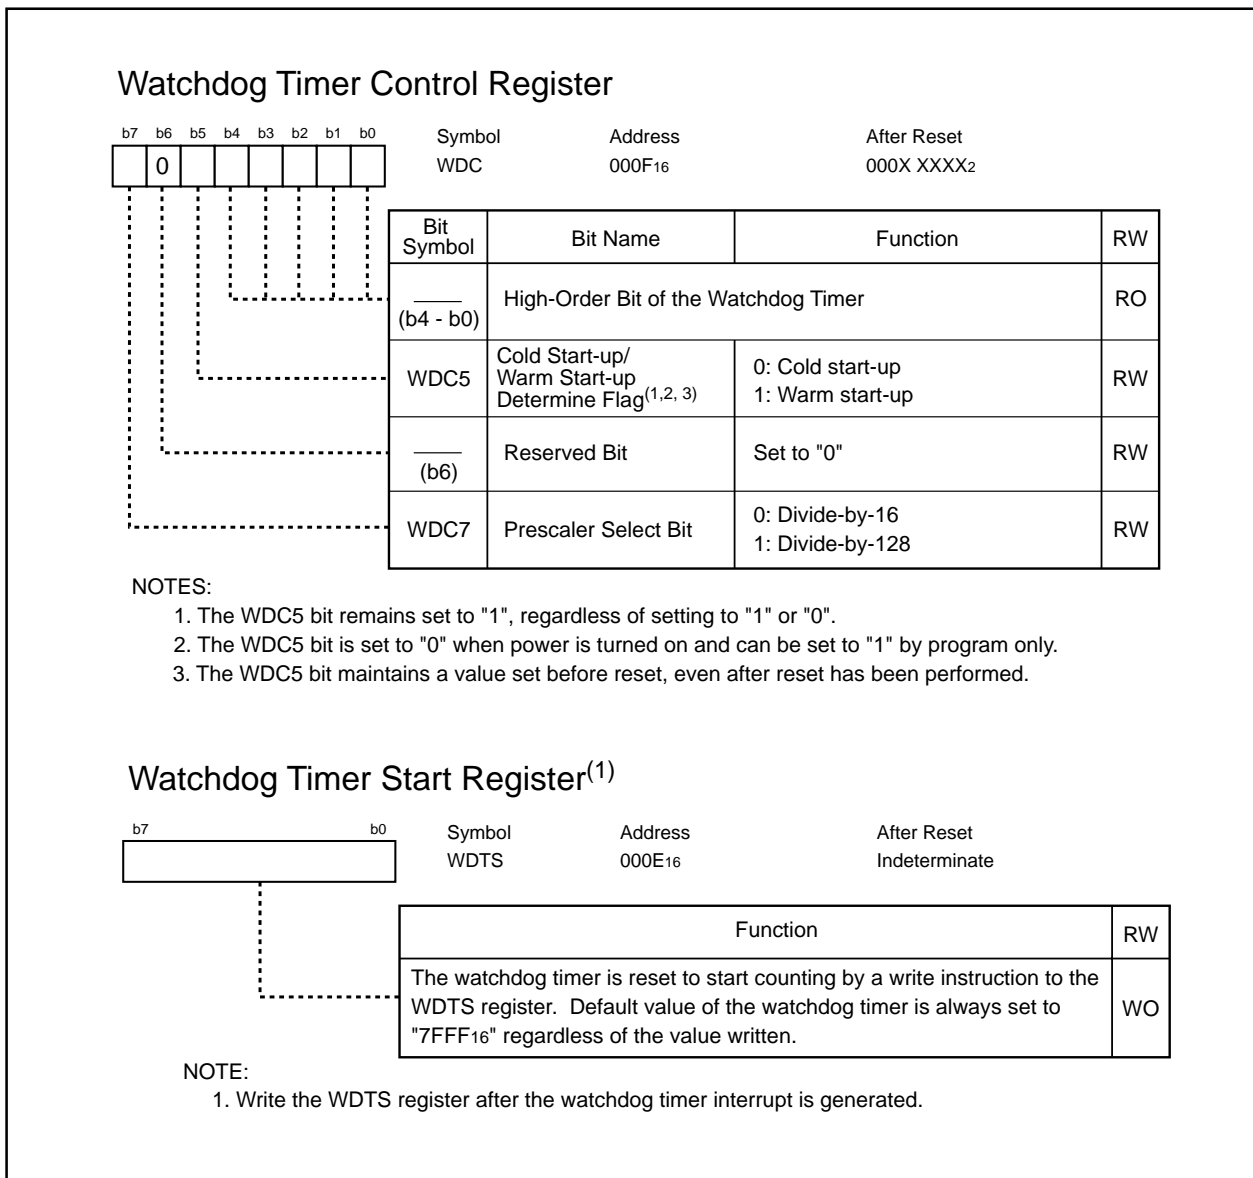 Watchdog Timer Control Register
b7 b6 b5 b4 b3 b2 b1 b0
Symbol Address After Reset
0 WDC 000F16 000X XXXX2
Bit Symbol Bit Name Function RW
(b4 - b0) High-Order Bit of the Watchdog Timer RO
WDC5 Cold Start-up/ Warm Start-up Determine Flag(1,2, 3) 0: Cold start-up 1: Warm start-up RW
(b6) Reserved Bit Set to "0" RW
WDC7 Prescaler Select Bit 0: Divide-by-16 1: Divide-by-128 RW
NOTES:
1. The WDC5 bit remains set to "1", regardless of setting to "1" or "0".
2. The WDC5 bit is set to "0" when power is turned on and can be set to "1" by program only.
3. The WDC5 bit maintains a value set before reset, even after reset has been performed.
Watchdog Timer Start Register(1)
b7 b0
Symbol Address After Reset
WDTS 000E16 Indeterminate
Function RW
The watchdog timer is reset to start counting by a write instruction to the
WDTS register. Default value of the watchdog timer is always set to
"7FFF16" regardless of the value written.
WO
NOTE:
1. Write the WDTS register after the watchdog timer interrupt is generated.